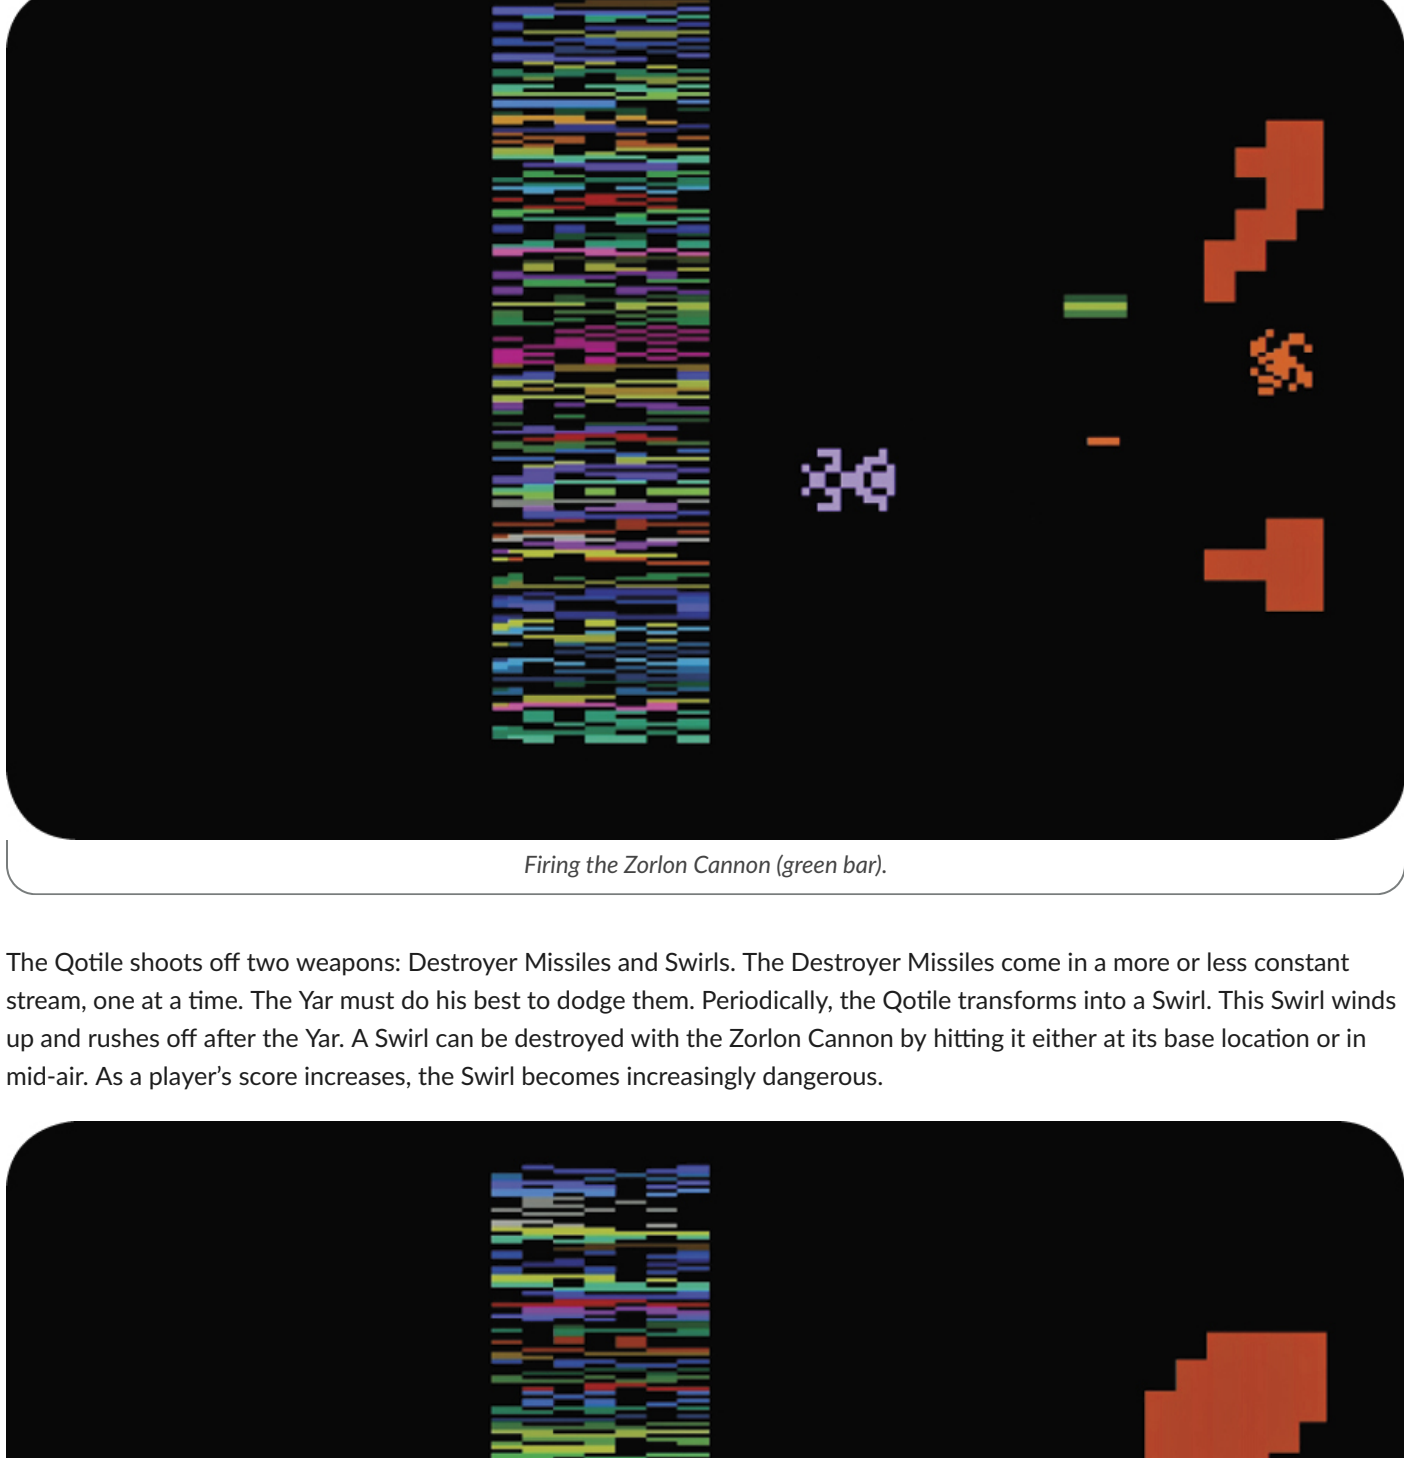 Firing the Zorlon Cannon (green bar).
The Qotile shoots off two weapons: Destroyer Missiles and Swirls. The Destroyer Missiles come in a more or less constant
stream, one at a time. The Yar must do his best to dodge them. Periodically, the Qotile transforms into a Swirl. This Swirl winds
up and rushes off after the Yar. A Swirl can be destroyed with the Zorlon Cannon by hitting it either at its base location or in
mid-air. As a player’s score increases, the Swirl becomes increasingly dangerous.